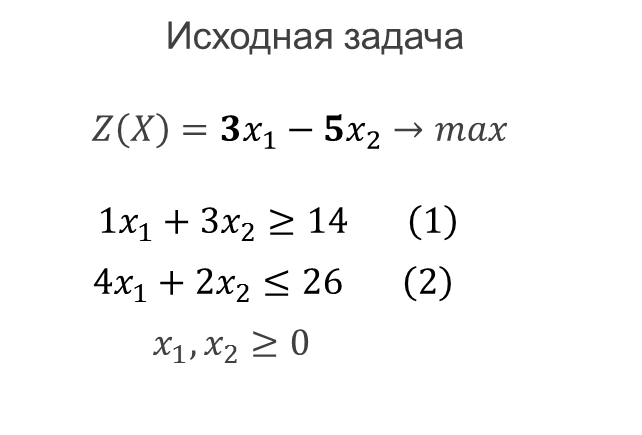 Исходная задача
Z(X) = 3x₁ − 5x₂ → max
1x₁ + 3x₂ ≥ 14 (1)
4x₁ + 2x₂ ≤ 26 (2)
x₁, x₂ ≥ 0